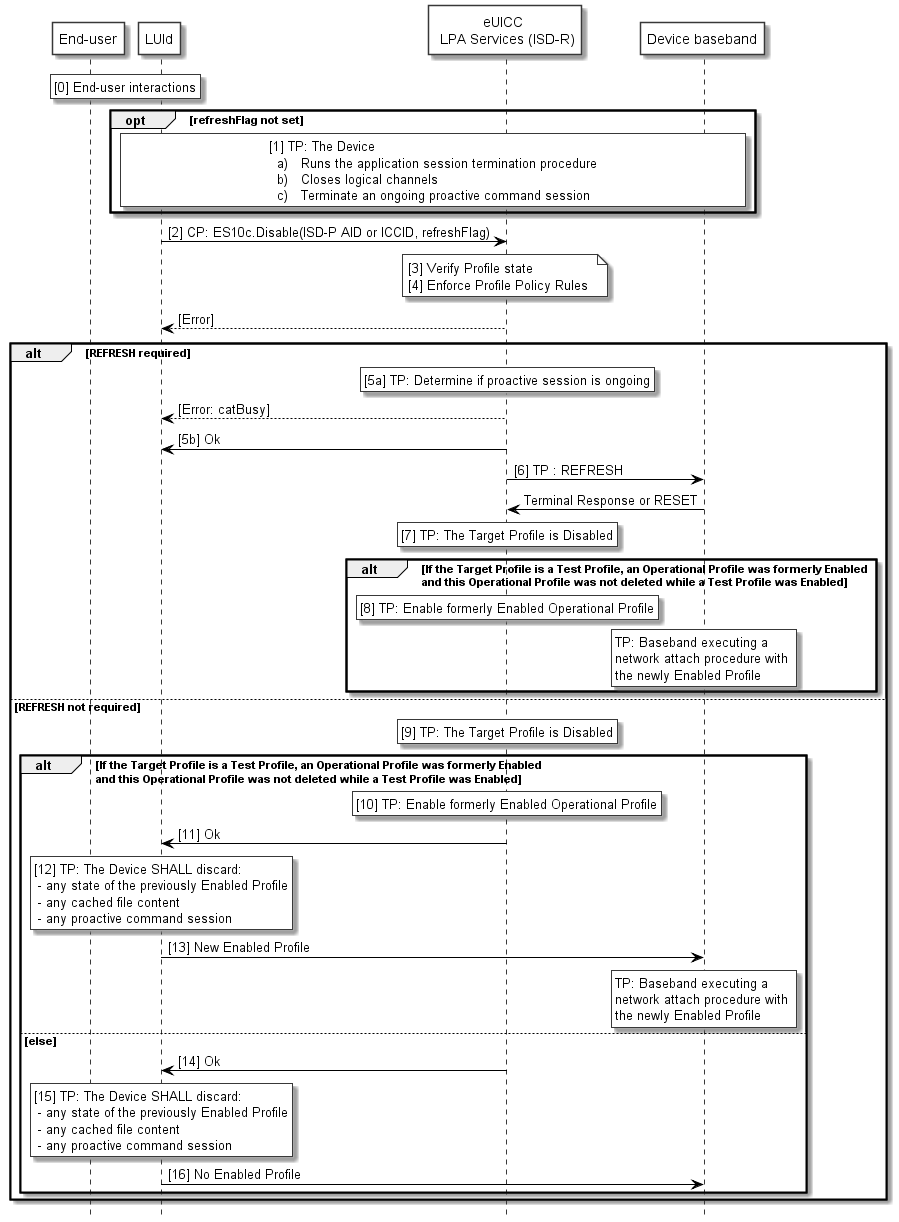 End-user
LUId
eUICC
LPA Services (ISD-R)
Device baseband
[0] End-user interactions
opt
[refreshFlag not set]
[1] TP: The Device
a) Runs the application session termination procedure
b) Closes logical channels
c) Terminate an ongoing proactive command session
[2] CP: ES10c.Disable(ISD-P AID or ICCID, refreshFlag)
[3] Verify Profile state
[4] Enforce Profile Policy Rules
[Error]
alt
[REFRESH required]
[5a] TP: Determine if proactive session is ongoing
[Error: catBusy]
[5b] Ok
[6] TP : REFRESH
Terminal Response or RESET
[7] TP: The Target Profile is Disabled
alt
[If the Target Profile is a Test Profile, an Operational Profile was formerly Enabled
and this Operational Profile was not deleted while a Test Profile was Enabled]
[8] TP: Enable formerly Enabled Operational Profile
TP: Baseband executing a
network attach procedure with
the newly Enabled Profile
[REFRESH not required]
[9] TP: The Target Profile is Disabled
alt
[If the Target Profile is a Test Profile, an Operational Profile was formerly Enabled
and this Operational Profile was not deleted while a Test Profile was Enabled]
[10] TP: Enable formerly Enabled Operational Profile
[11] Ok
[12] TP: The Device SHALL discard:
- any state of the previously Enabled Profile
- any cached file content
- any proactive command session
[13] New Enabled Profile
TP: Baseband executing a
network attach procedure with
the newly Enabled Profile
[else]
[14] Ok
[15] TP: The Device SHALL discard:
- any state of the previously Enabled Profile
- any cached file content
- any proactive command session
[16] No Enabled Profile